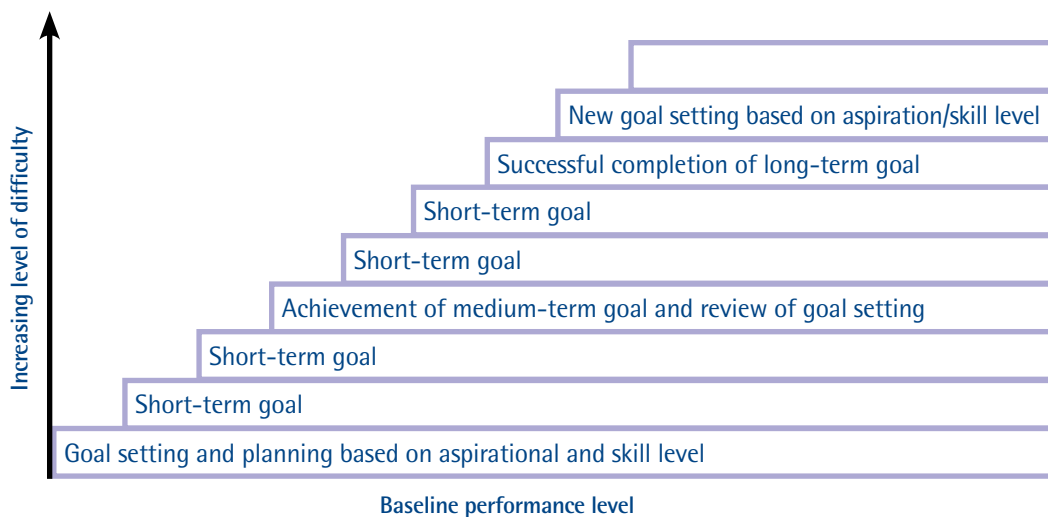 Increasing level of difficulty
New goal setting based on aspiration/skill level
Successful completion of long-term goal
Short-term goal
Short-term goal
Achievement of medium-term goal and review of goal setting
Short-term goal
Short-term goal
Goal setting and planning based on aspirational and skill level
Baseline performance level